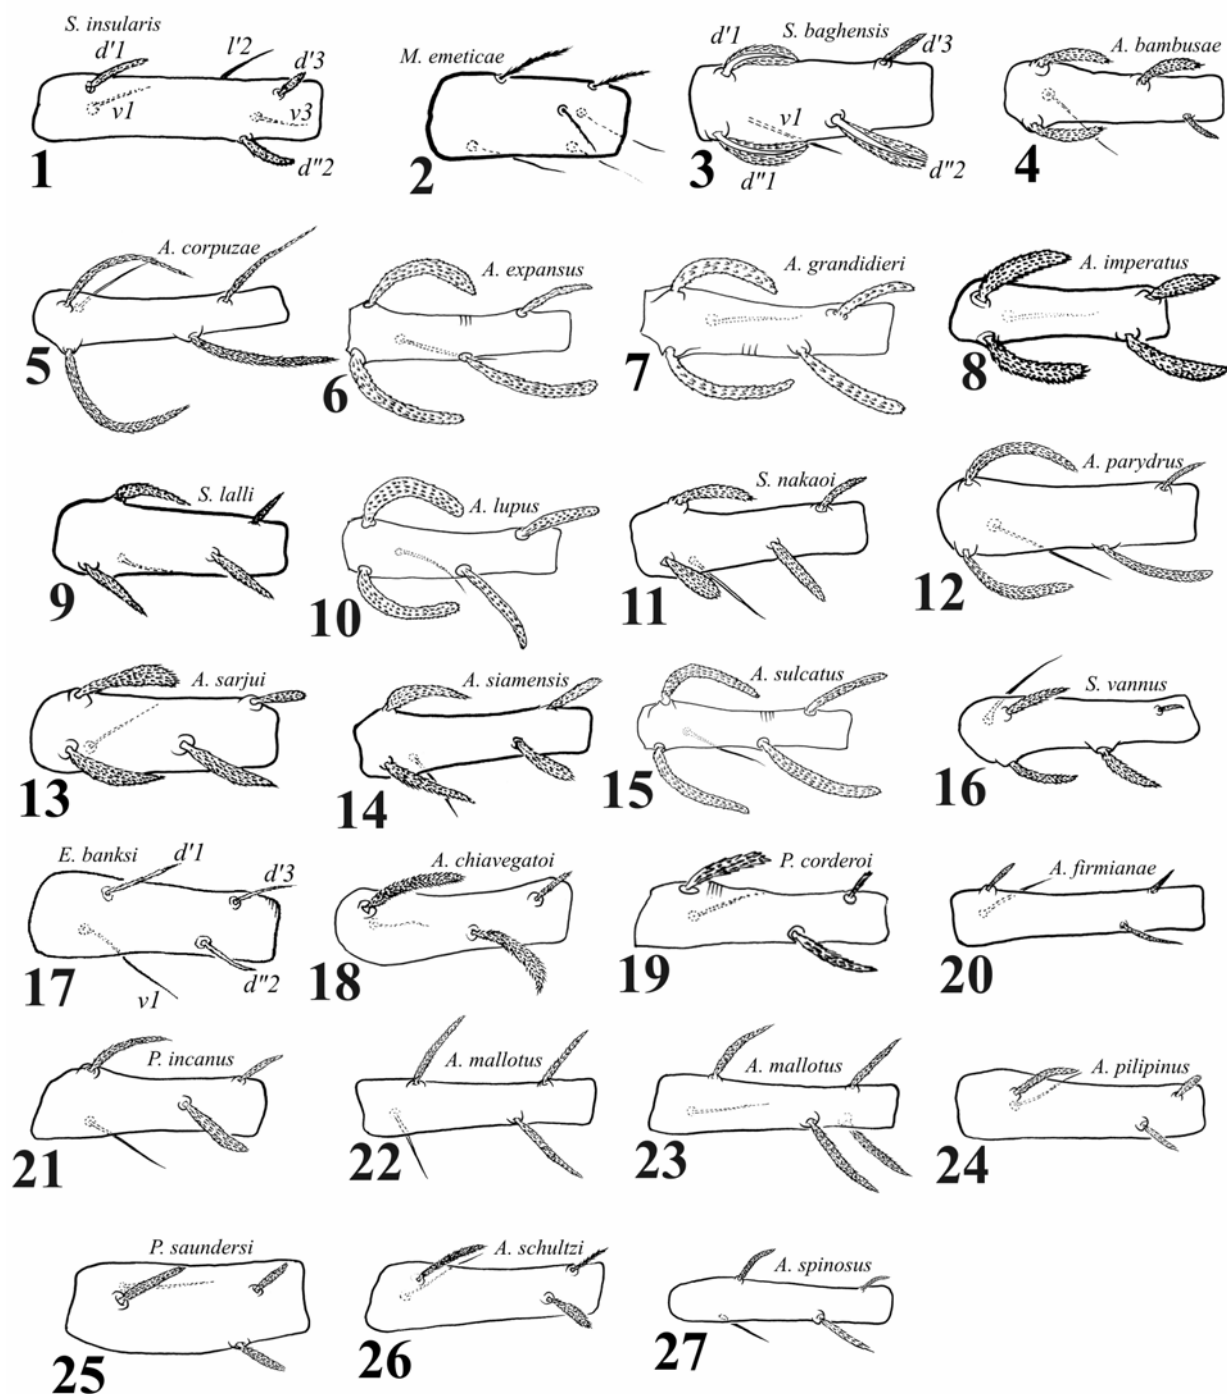 S. insularis
d'1
l'2
d'3
v1
v3
d"2
1
M. emeticae
2
S. baghensis
d'1
d'3
v1
d"1
d"2
3
A. bambusae
4
A. corpuzae
5
A. expansus
6
A. grandidieri
7
A. imperatus
8
S. lalli
9
A. lupus
10
S. nakaoi
11
A. parydrus
12
A. sarjui
13
A. siamensis
14
A. sulcatus
15
S. vannus
16
E. banksi
d'1
d'3
v1
d"2
17
A. chiavegatoi
18
P. corderoi
19
A. firmianae
20
P. incanus
21
A. mallotus
22
A. mallotus
23
A. pilipinus
24
P. saundersi
25
A. schultzi
26
A. spinosus
27